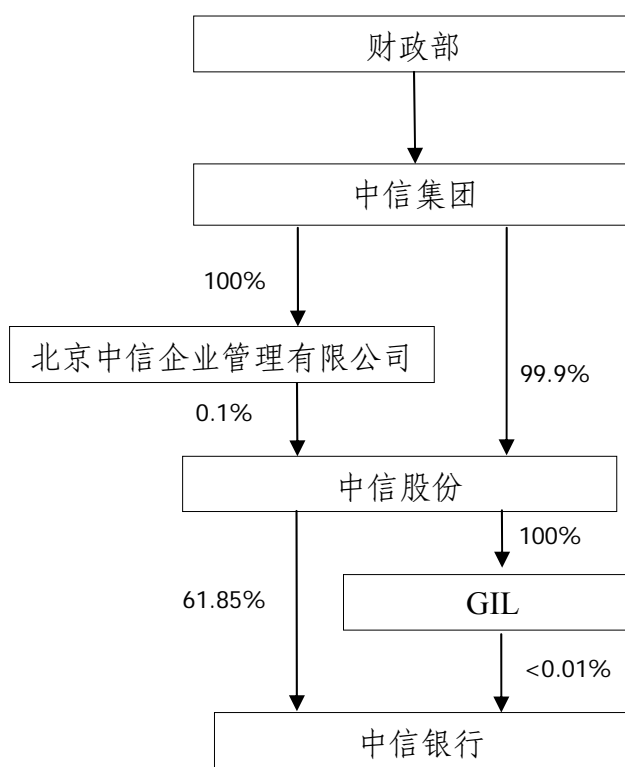 财政部
中信集团
100%
北京中信企业管理有限公司
99.9%
0.1%
中信股份
100%
61.85%
GIL
<0.01%
中信银行